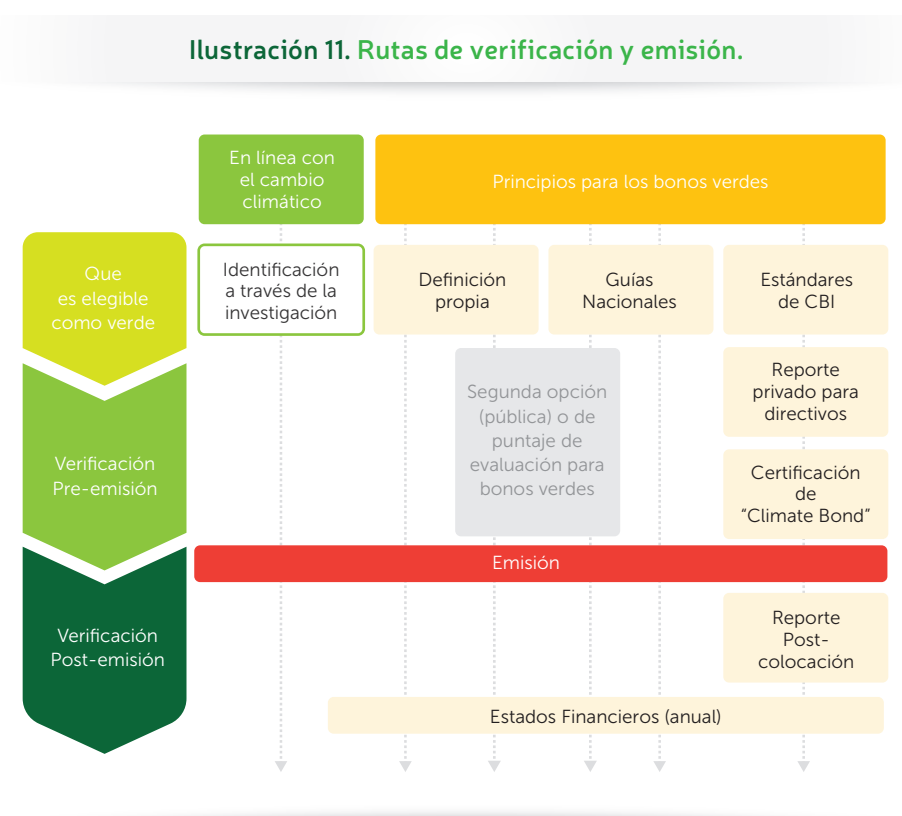 Ilustración 11. Rutas de verificación y emisión.
En línea con
el cambio
climático
Principios para los bonos verdes
Que
es elegible
como verde
Identificación
a través de la
investigación
Definición
propia
Guías
Nacionales
Estándares
de CBI
Verificación
Pre-emisión
Segunda opción
(pública) o de
puntaje de
evaluación para
bonos verdes
Reporte
privado para
directivos
Certificación
de
“Climate Bond”
Emisión
Verificación
Post-emisión
Reporte
Post-
colocación
Estados Financieros (anual)